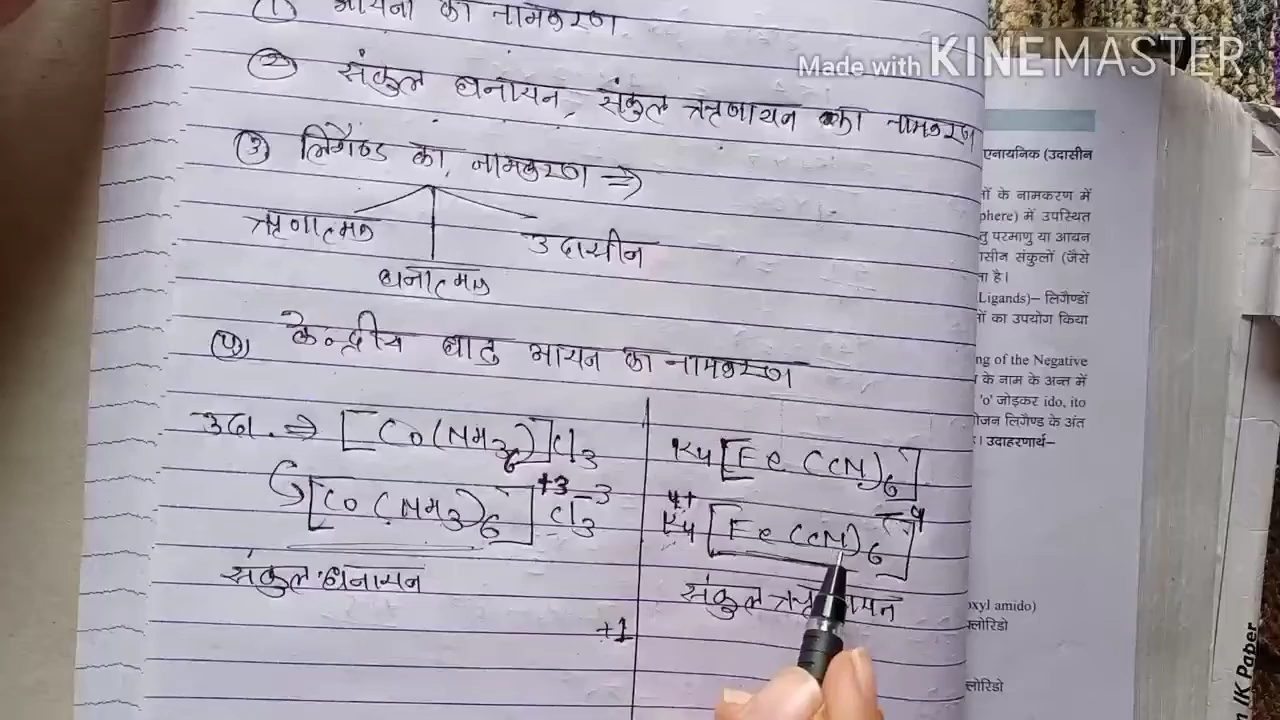 ① आयनो का नामकरण
Made with KINEMASTER
② संकुल धनायन, संकुल ऋणायन का नामकरण
③ लिगैण्ड का नामकरण ⇒
ऋणात्मक
धनात्मक
उदासीन
④ केन्द्रीय धातु आयन का नामकरण
उदा. ⇒ [Co(NH3)6]Cl3
K4[Fe(CN)6]
[Co(NH3)6]+3 Cl3-3
K4 4+ [Fe(CN)6]-4
संकुल धनायन
संकुल ऋणायन
+1
एनायनिक (उदासीन
के नामकरण में
phere) में उपस्थित
तु परमाणु या आयन
सीन संकुलों (जैसे
ता है।
Ligands)– लिगैण्डों
का उपयोग किया
ng of the Negative
के नाम के अन्त में
'o' जोड़कर ido, ito
योजन लिगैण्ड के अंत
। उदाहरणार्थ–
oxyl amido)
क्लोरिडो
क्लोरिडो
n IK Paper